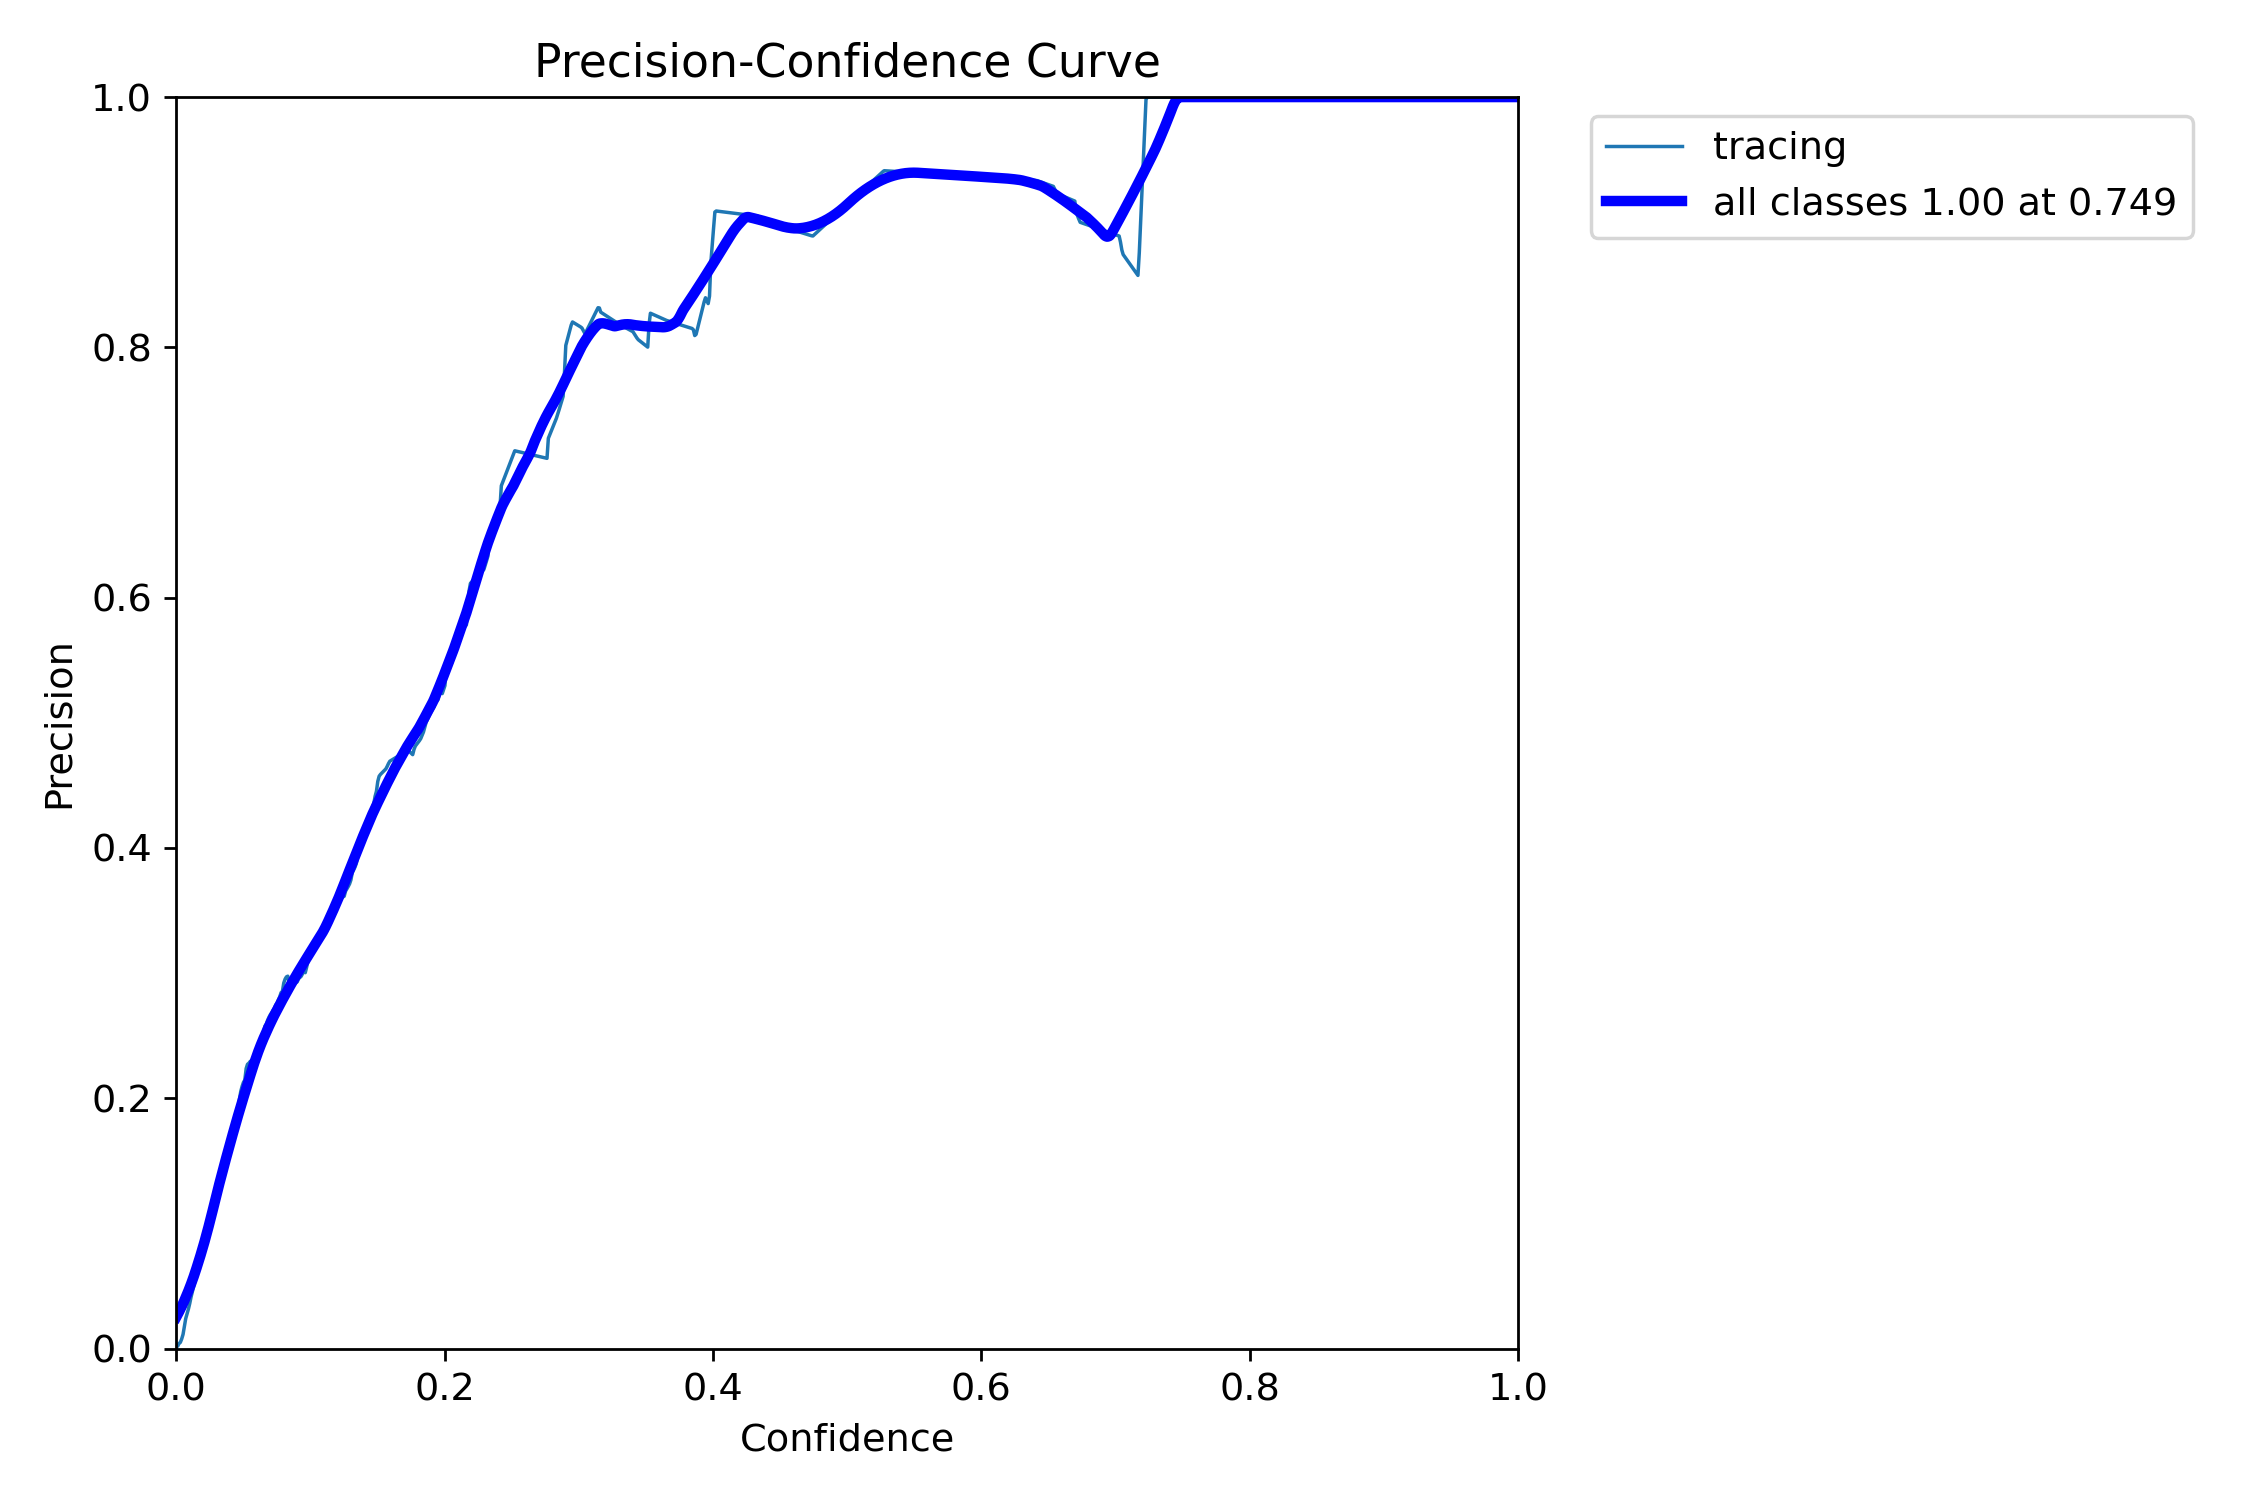 Precision-Confidence Curve
1.0
0.8
0.6
0.4
0.2
0.0
Precision
0.0 0.2 0.4 0.6 0.8 1.0
Confidence
tracing
all classes 1.00 at 0.749